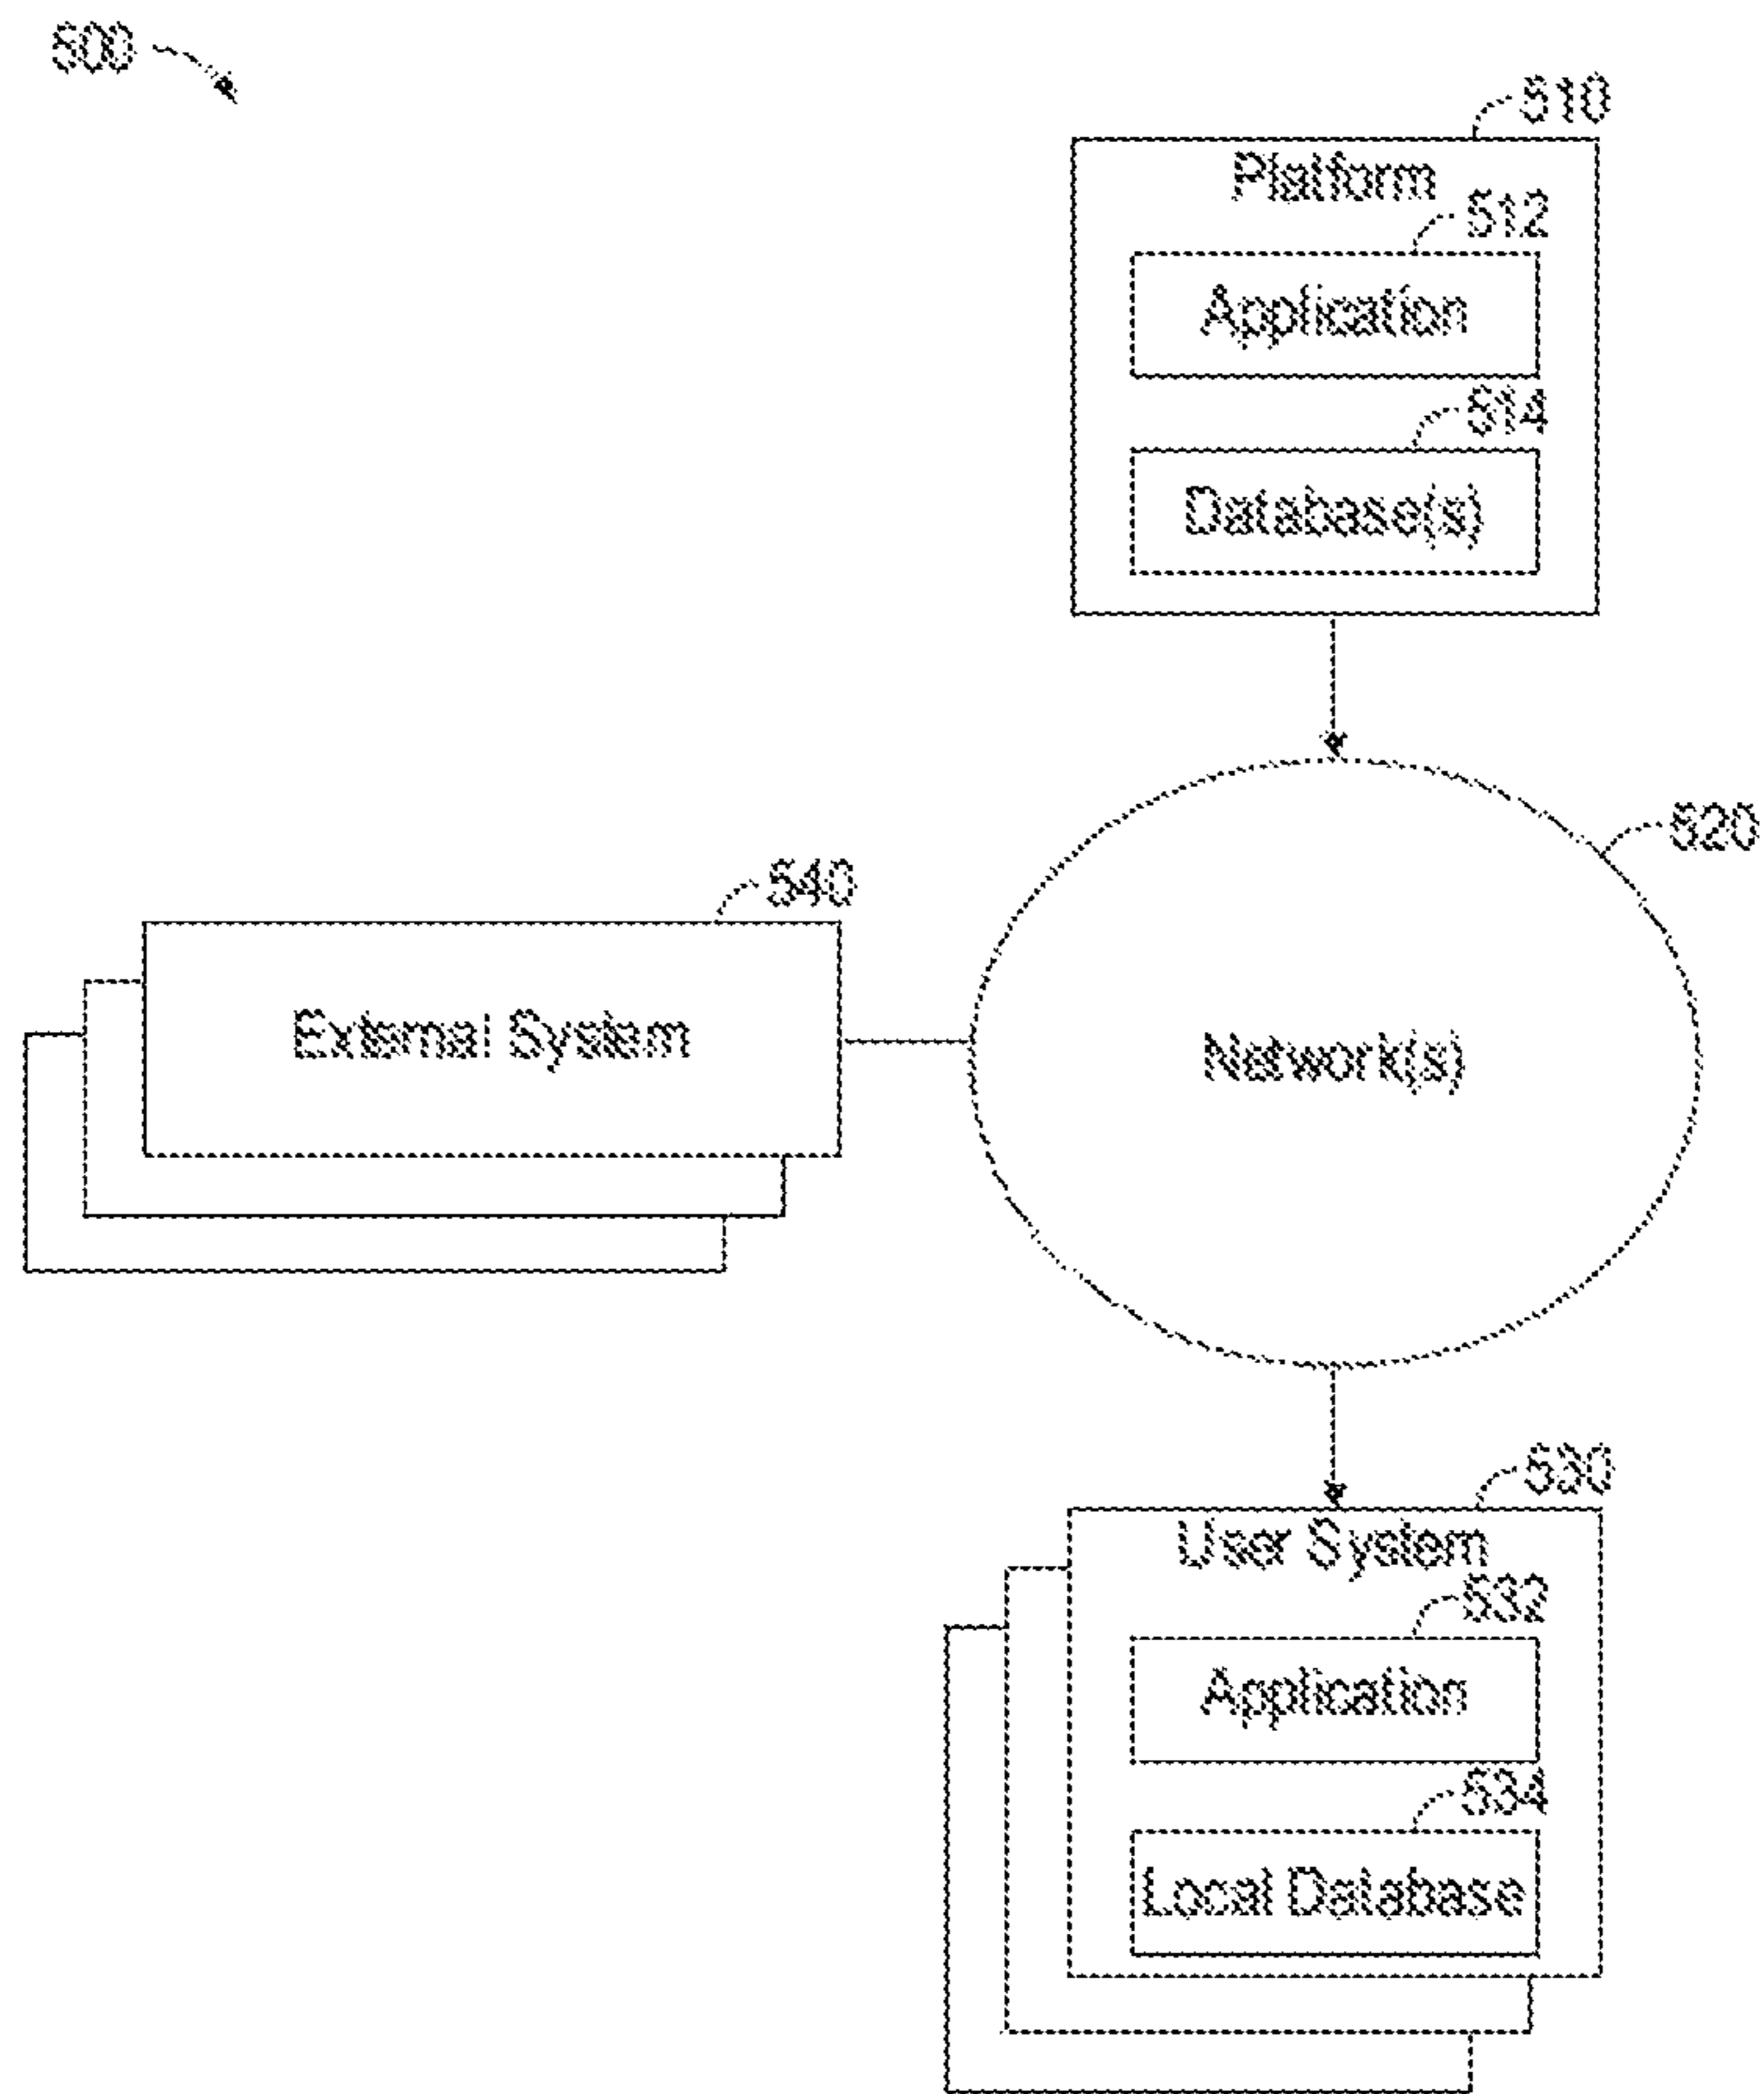 500
510
Platform
512
Application
514
Database(s)
520
540
External System
Network(s)
530
User System
532
Application
534
Local Database